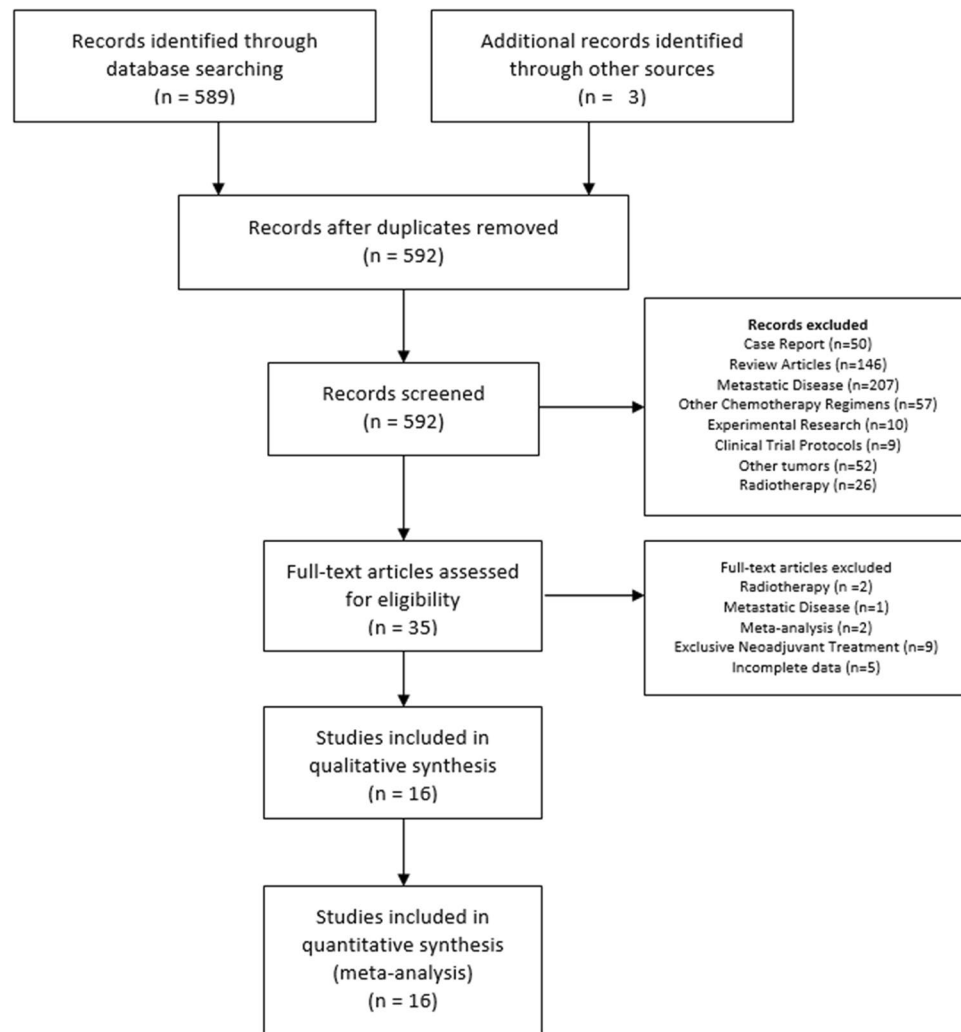 Records identified through
database searching
(n = 589)
Additional records identified
through other sources
(n = 3)
Records after duplicates removed
(n = 592)
Records screened
(n = 592)
Records excluded
Case Report (n=50)
Review Articles (n=146)
Metastatic Disease (n=207)
Other Chemotherapy Regimens (n=57)
Experimental Research (n=10)
Clinical Trial Protocols (n=9)
Other tumors (n=52)
Radiotherapy (n=26)
Full-text articles assessed
for eligibility
(n = 35)
Full-text articles excluded
Radiotherapy (n =2)
Metastatic Disease (n=1)
Meta-analysis (n=2)
Exclusive Neoadjuvant Treatment (n=9)
Incomplete data (n=5)
Studies included in
qualitative synthesis
(n = 16)
Studies included in
quantitative synthesis
(meta-analysis)
(n = 16)